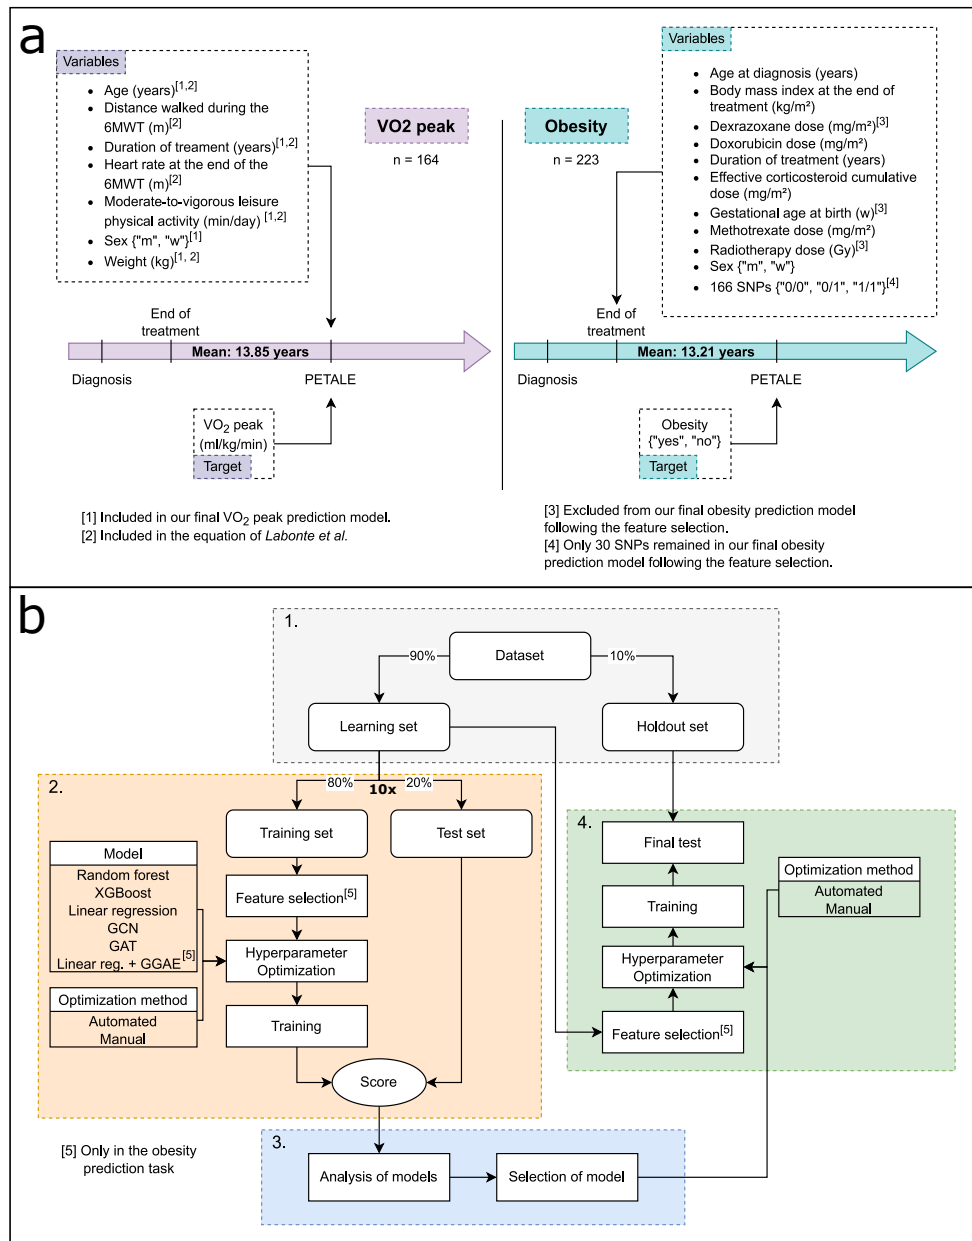 a
Variables
• Age (years)[1,2]
• Distance walked during the
6MWT (m)[2]
• Duration of treament (years)[1,2]
• Heart rate at the end of the
6MWT (m)[2]
• Moderate-to-vigorous leisure
physical activity (min/day) [1,2]
• Sex {"m", "w"}[1]
• Weight (kg)[1, 2]
VO2 peak
n = 164
End of
treatment
Mean: 13.85 years
Diagnosis
PETALE
VO2 peak
(ml/kg/min)
Target
[1] Included in our final VO2 peak prediction model.
[2] Included in the equation of Labonte et al.
Obesity
n = 223
Variables
• Age at diagnosis (years)
• Body mass index at the end of
treatment (kg/m²)
• Dexrazoxane dose (mg/m²)[3]
• Doxorubicin dose (mg/m²)
• Duration of treatment (years)
• Effective corticosteroid cumulative
dose (mg/m²)
• Gestational age at birth (w)[3]
• Methotrexate dose (mg/m²)
• Radiotherapy dose (Gy)[3]
• Sex {"m", "w"}
• 166 SNPs {"0/0", "0/1", "1/1"}[4]
End of
treatment
Mean: 13.21 years
Diagnosis
PETALE
Obesity
{"yes", "no"}
Target
[3] Excluded from our final obesity prediction model
following the feature selection.
[4] Only 30 SNPs remained in our final obesity
prediction model following the feature selection.
b
1.
Dataset
90%
10%
Learning set
Holdout set
2.
80%
10x
20%
Training set
Test set
Model
Random forest
XGBoost
Linear regression
GCN
GAT
Linear reg. + GGAE[5]
Optimization method
Automated
Manual
Feature selection[5]
Hyperparameter
Optimization
Training
Score
4.
Final test
Training
Hyperparameter
Optimization
Feature selection[5]
Optimization method
Automated
Manual
[5] Only in the obesity
prediction task
3.
Analysis of models
Selection of model